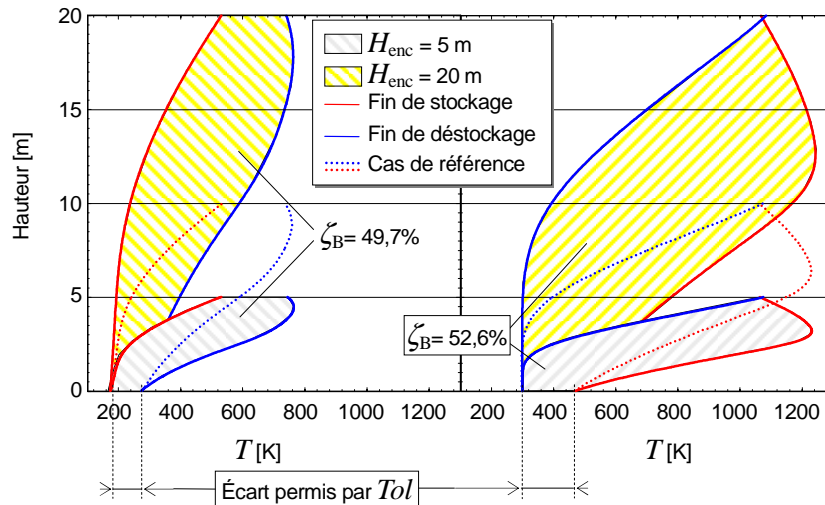 20
15
10
5
0
Hauteur [m]
H_enc = 5 m
H_enc = 20 m
Fin de stockage
Fin de déstockage
Cas de référence
ζ_B = 49,7%
ζ_B = 52,6%
200 400 600 800 1000 1200
200 400 600 800 1000 1200
T [K]
T [K]
Écart permis par Tol